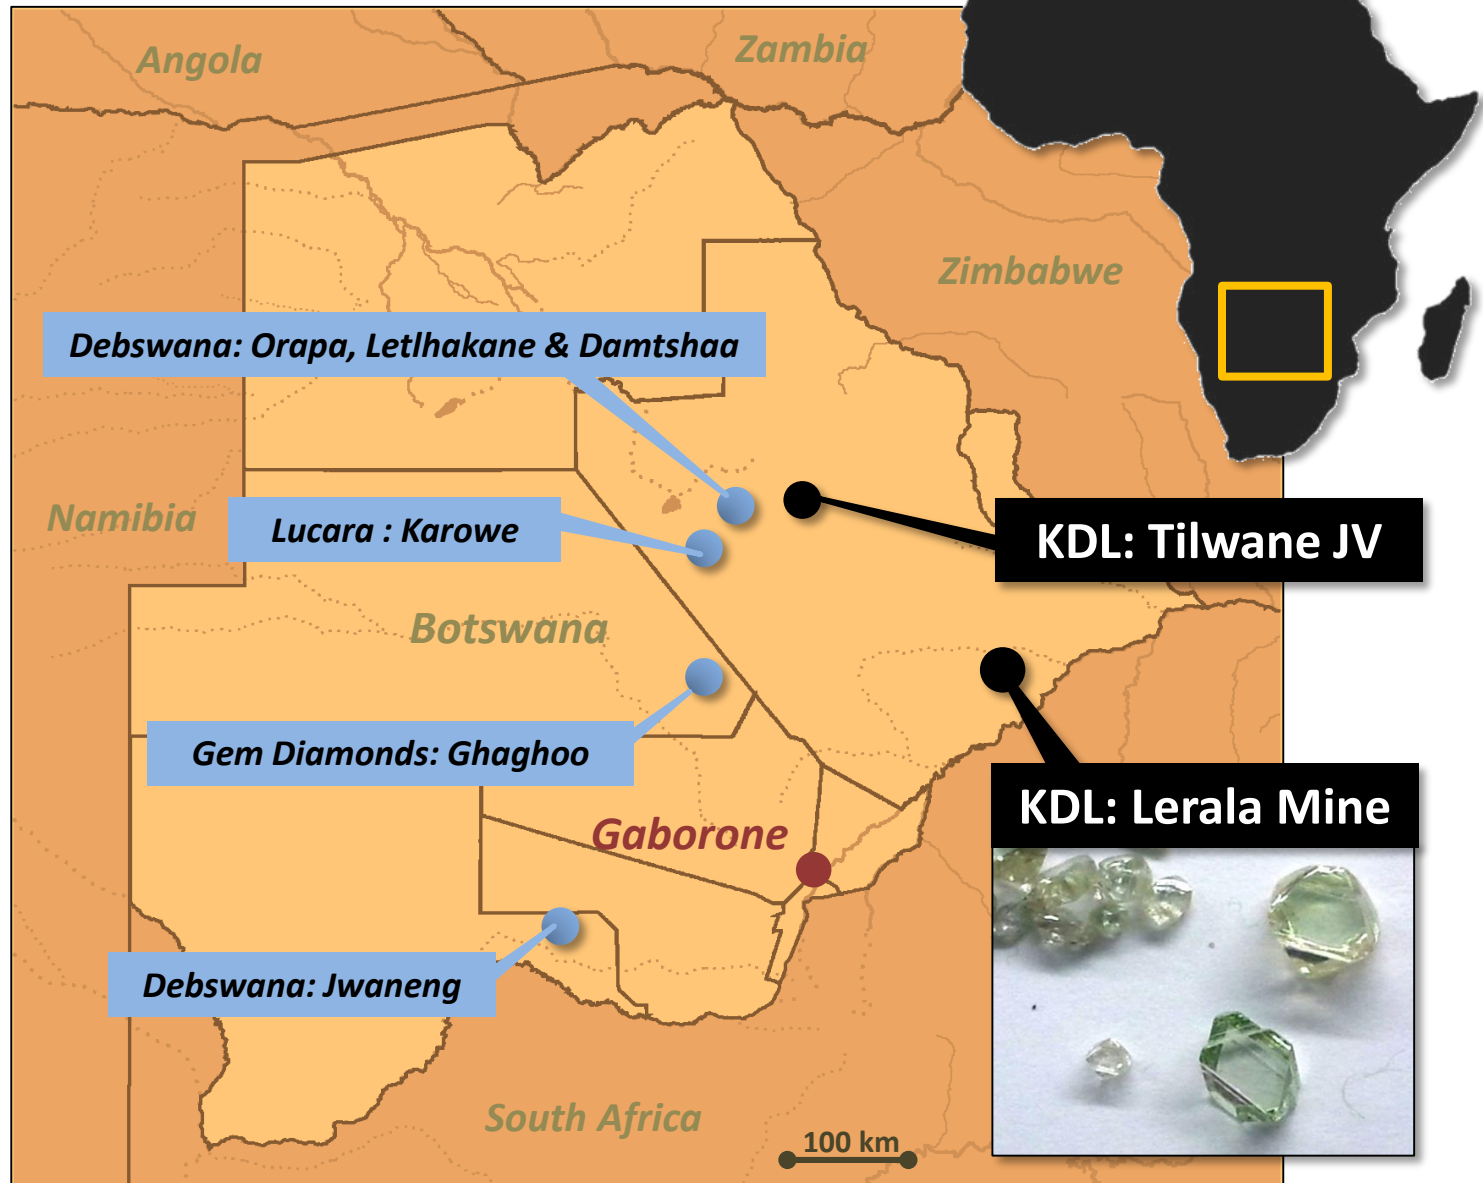 Angola
Zambia
Zimbabwe
Debswana: Orapa, Letlhakane & Damtshaa
Namibia
Lucara : Karowe
KDL: Tilwane JV
Botswana
Gem Diamonds: Ghaghoo
KDL: Lerala Mine
Gaborone
Debswana: Jwaneng
South Africa
100 km